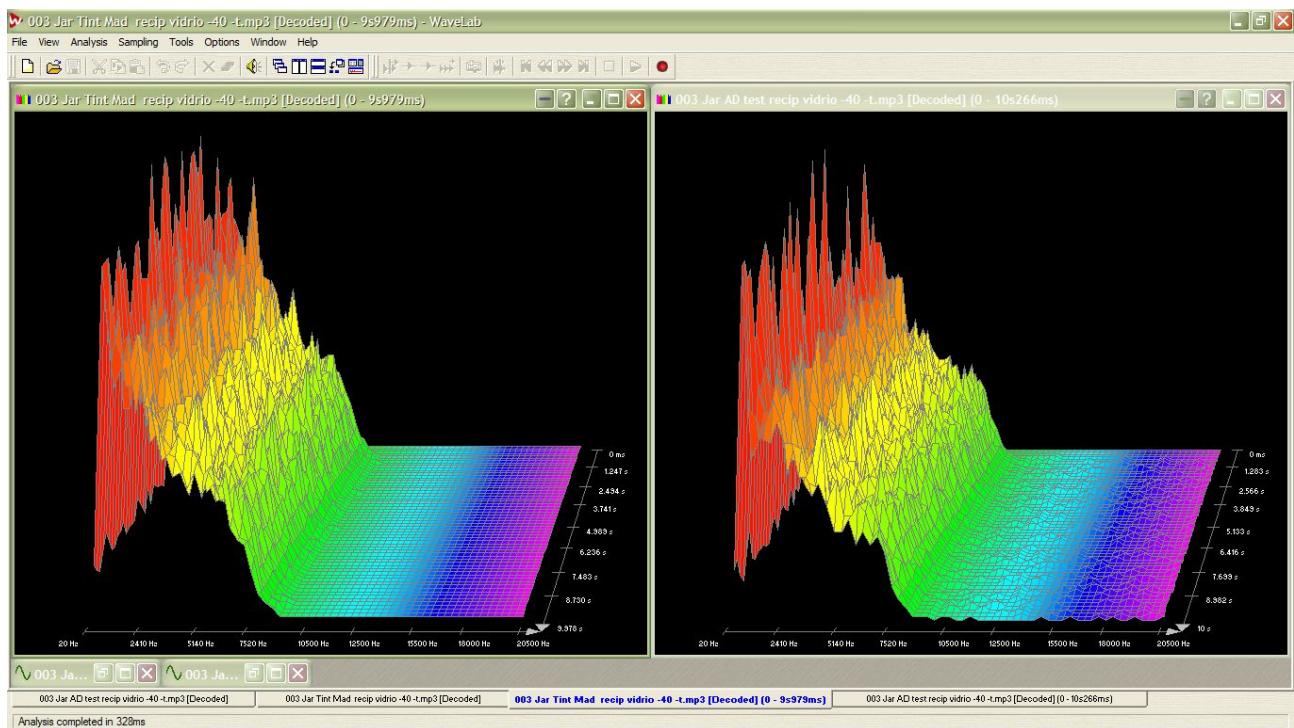 003 Jar Tint Mad recip vidrio -40 -t.mp3 [Decoded] (0 - 9s979ms) - WaveLab
File View Analysis Sampling Tools Options Window Help
003 Jar Tint Mad recip vidrio -40 -t.mp3 [Decoded] (0 - 9s979ms)
0 ms
1.247 s
2.494 s
3.741 s
4.989 s
6.236 s
7.483 s
8.730 s
9.978 s
20 Hz 2410 Hz 5140 Hz 7520 Hz 10500 Hz 12500 Hz 15500 Hz 18000 Hz 20500 Hz
003 Jar AD test recip vidrio -40 -t.mp3 [Decoded] (0 - 10s266ms)
0 ms
1.283 s
2.566 s
3.849 s
5.133 s
6.416 s
7.699 s
8.982 s
10 s
20 Hz 2410 Hz 5140 Hz 7520 Hz 10500 Hz 12500 Hz 15500 Hz 18000 Hz 20500 Hz
003 Ja... 003 Ja...
003 Jar AD test recip vidrio -40 -t.mp3 [Decoded] 003 Jar Tint Mad recip vidrio -40 -t.mp3 [Decoded] 003 Jar Tint Mad recip vidrio -40 -t.mp3 [Decoded] (0 - 9s979ms) 003 Jar AD test recip vidrio -40 -t.mp3 [Decoded] (0 - 10s266ms)
Analysis completed in 328ms